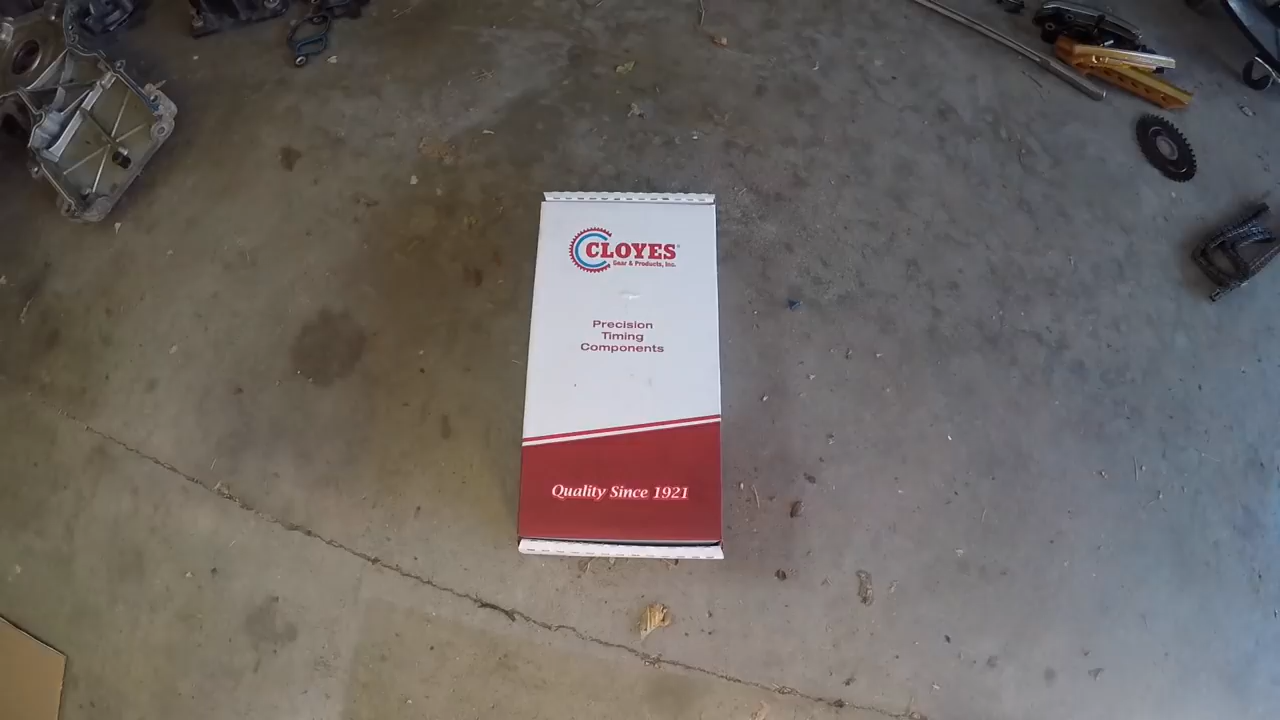 CLOYES®
Gear & Products, Inc.
Precision
Timing
Components
Quality Since 1921